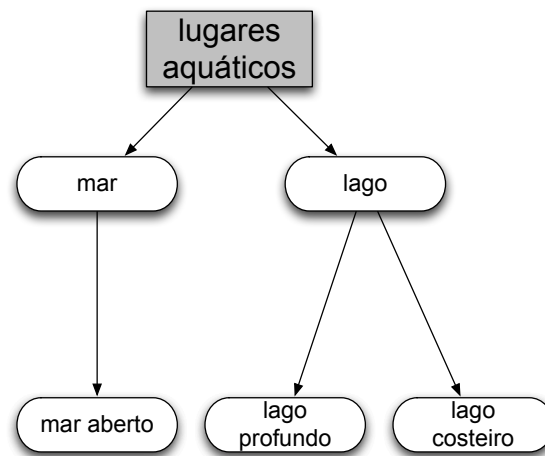 lugares
aquáticos
mar
lago
mar aberto
lago
profundo
lago
costeiro